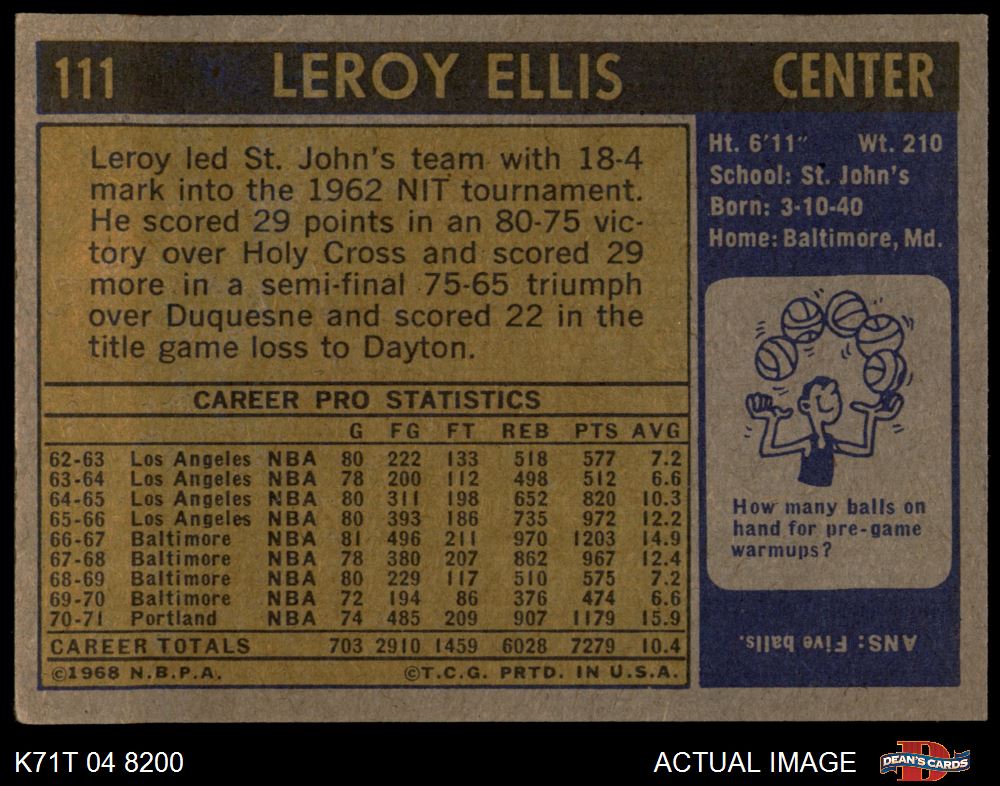 111 LEROY ELLIS CENTER
Leroy led St. John's team with 18-4
mark into the 1962 NIT tournament.
He scored 29 points in an 80-75 vic-
tory over Holy Cross and scored 29
more in a semi-final 75-65 triumph
over Duquesne and scored 22 in the
title game loss to Dayton.
CAREER PRO STATISTICS
G FG FT REB PTS AVG
62-63 Los Angeles NBA 80 222 133 518 577 7.2
63-64 Los Angeles NBA 78 200 112 498 512 6.6
64-65 Los Angeles NBA 80 311 198 652 820 10.3
65-66 Los Angeles NBA 80 393 186 735 972 12.2
66-67 Baltimore NBA 81 496 211 970 1203 14.9
67-68 Baltimore NBA 78 380 207 862 967 12.4
68-69 Baltimore NBA 80 229 117 510 575 7.2
69-70 Baltimore NBA 72 194 86 376 474 6.6
70-71 Portland NBA 74 485 209 907 1179 15.9
CAREER TOTALS 703 2910 1459 6028 7279 10.4
©1968 N.B.P.A. ©T.C.G. PRTD. IN U.S.A.
Ht. 6'11" Wt. 210
School: St. John's
Born: 3-10-40
Home: Baltimore, Md.
How many balls on
hand for pre-game
warmups?
ANS: Five balls.
K71T 04 8200 ACTUAL IMAGE D DEAN'S CARDS